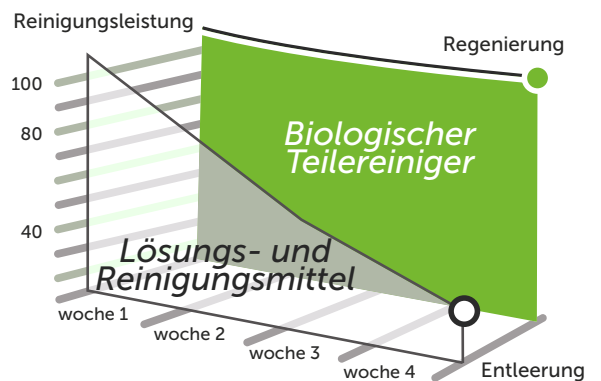 Reinigungsleistung
Regenierung
100
80
40
Biologischer
Teilereiniger
Lösungs- und
Reinigungsmittel
woche 1
woche 2
woche 3
woche 4
Entleerung